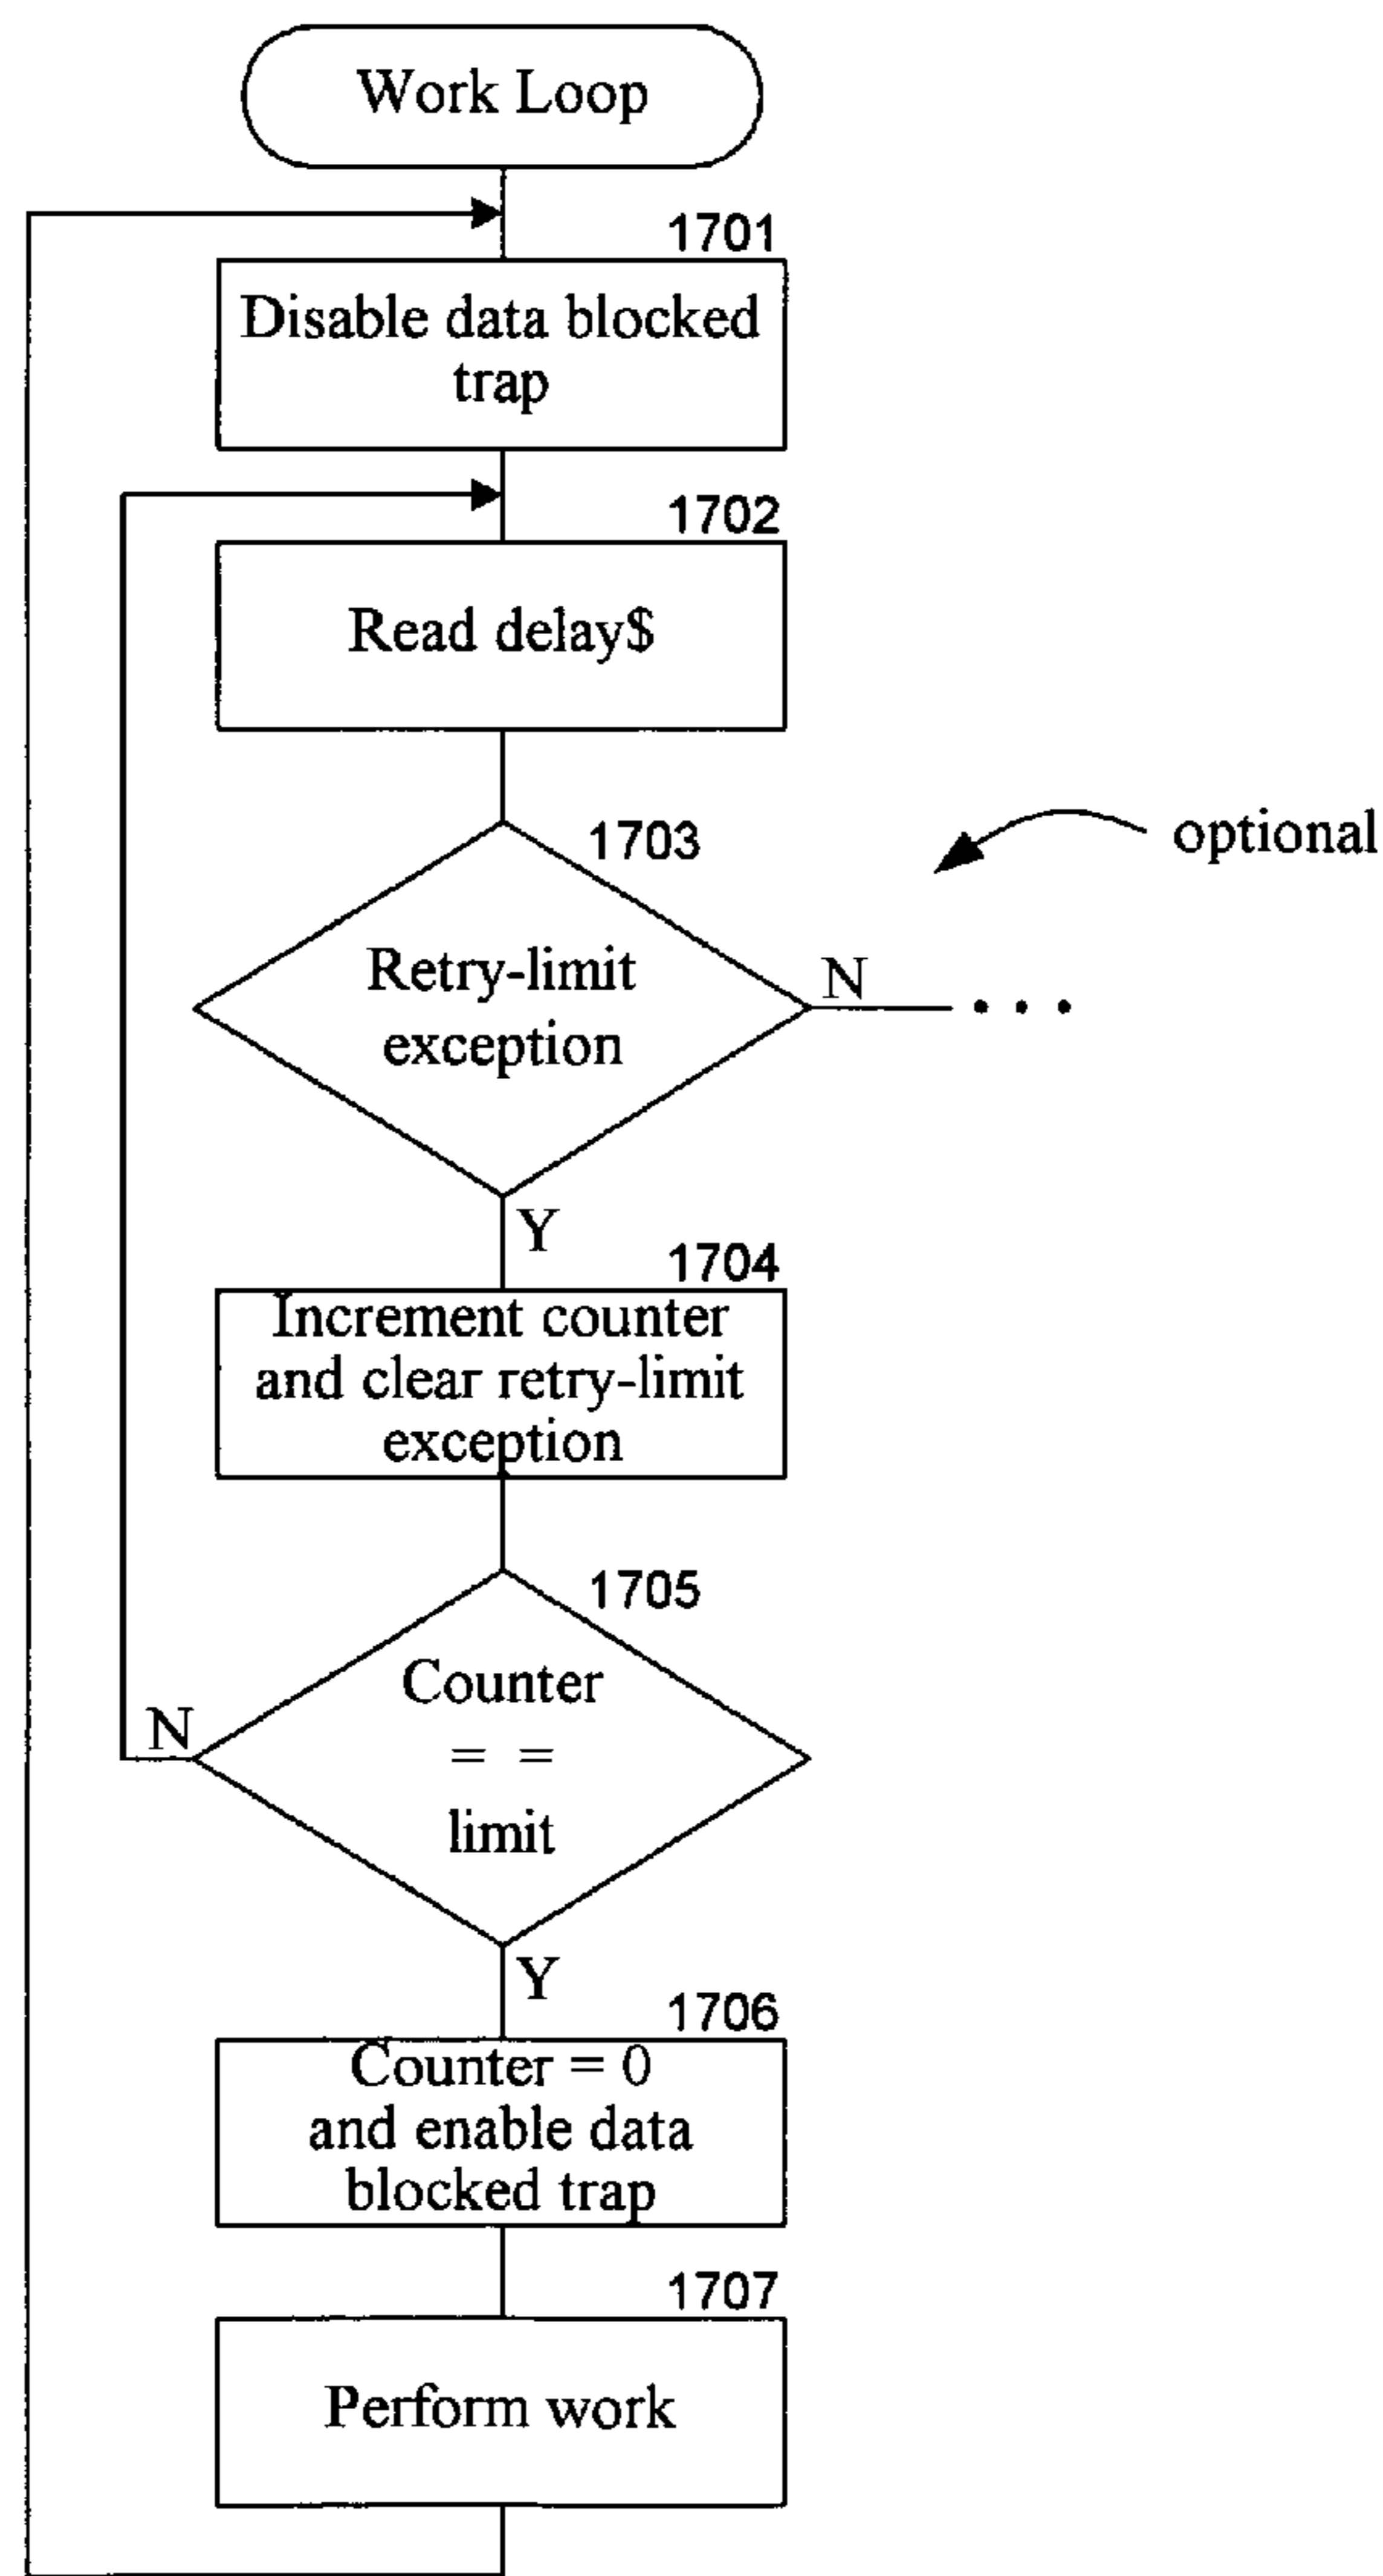 Work Loop
1701
Disable data blocked
trap
1702
Read delay$
1703
optional
Retry-limit
exception
N
Y
1704
Increment counter
and clear retry-limit
exception
1705
Counter
= =
limit
N
Y
1706
Counter = 0
and enable data
blocked trap
1707
Perform work